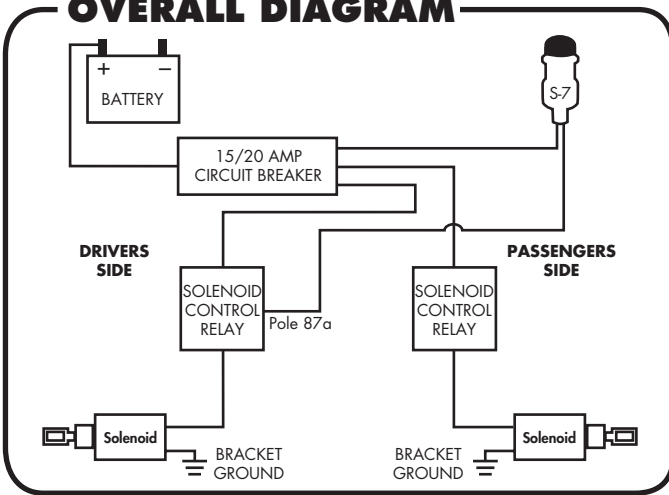 OVERALL DIAGRAM
+ –
BATTERY
S-7
15/20 AMP
CIRCUIT BREAKER
DRIVERS
SIDE
PASSENGERS
SIDE
SOLENOID
CONTROL
RELAY
Pole 87a
SOLENOID
CONTROL
RELAY
Solenoid
BRACKET
GROUND
BRACKET
GROUND
Solenoid